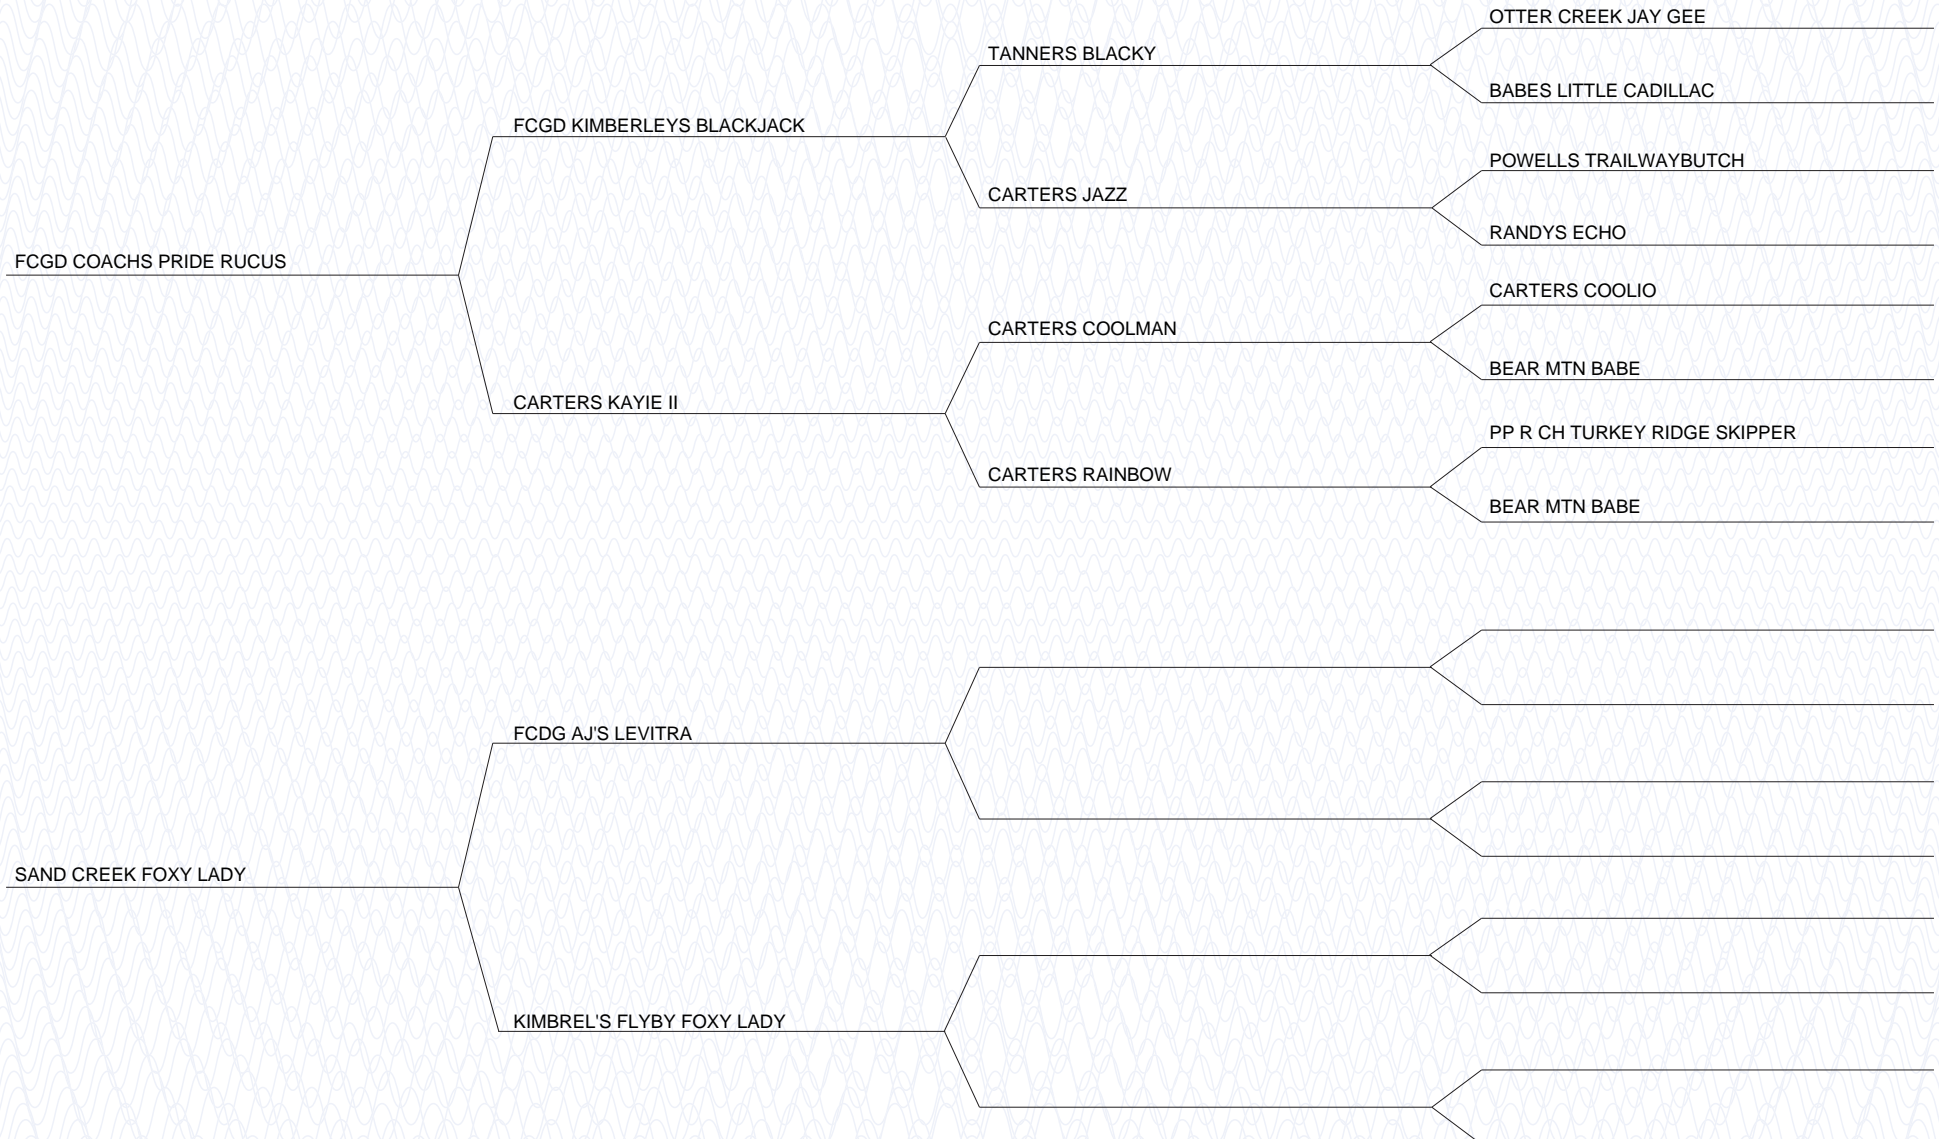 OTTER CREEK JAY GEE
TANNERS BLACKY
BABES LITTLE CADILLAC
FCGD KIMBERLEYS BLACKJACK
POWELLS TRAILWAYBUTCH
CARTERS JAZZ
RANDYS ECHO
FCGD COACHS PRIDE RUCUS
CARTERS COOLIO
CARTERS COOLMAN
BEAR MTN BABE
CARTERS KAYIE II
PP R CH TURKEY RIDGE SKIPPER
CARTERS RAINBOW
BEAR MTN BABE
FCDG AJ'S LEVITRA
SAND CREEK FOXY LADY
KIMBREL'S FLYBY FOXY LADY